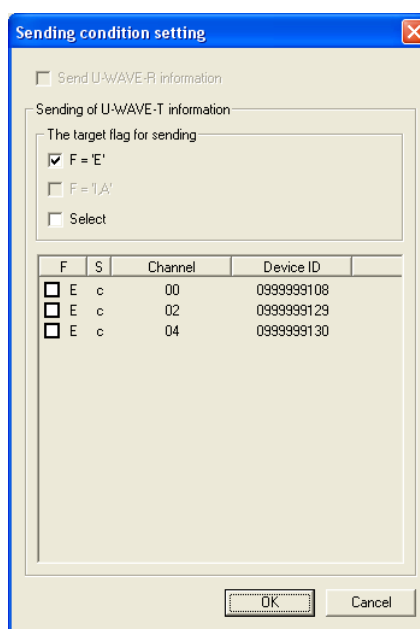 Sending condition setting
Send U-WAVE-R information
Sending of U-WAVE-T information
The target flag for sending
F = 'E'
F = 'I,A'
Select
F S Channel Device ID
E c 00 0999999108
E c 02 0999999129
E c 04 0999999130
OK Cancel